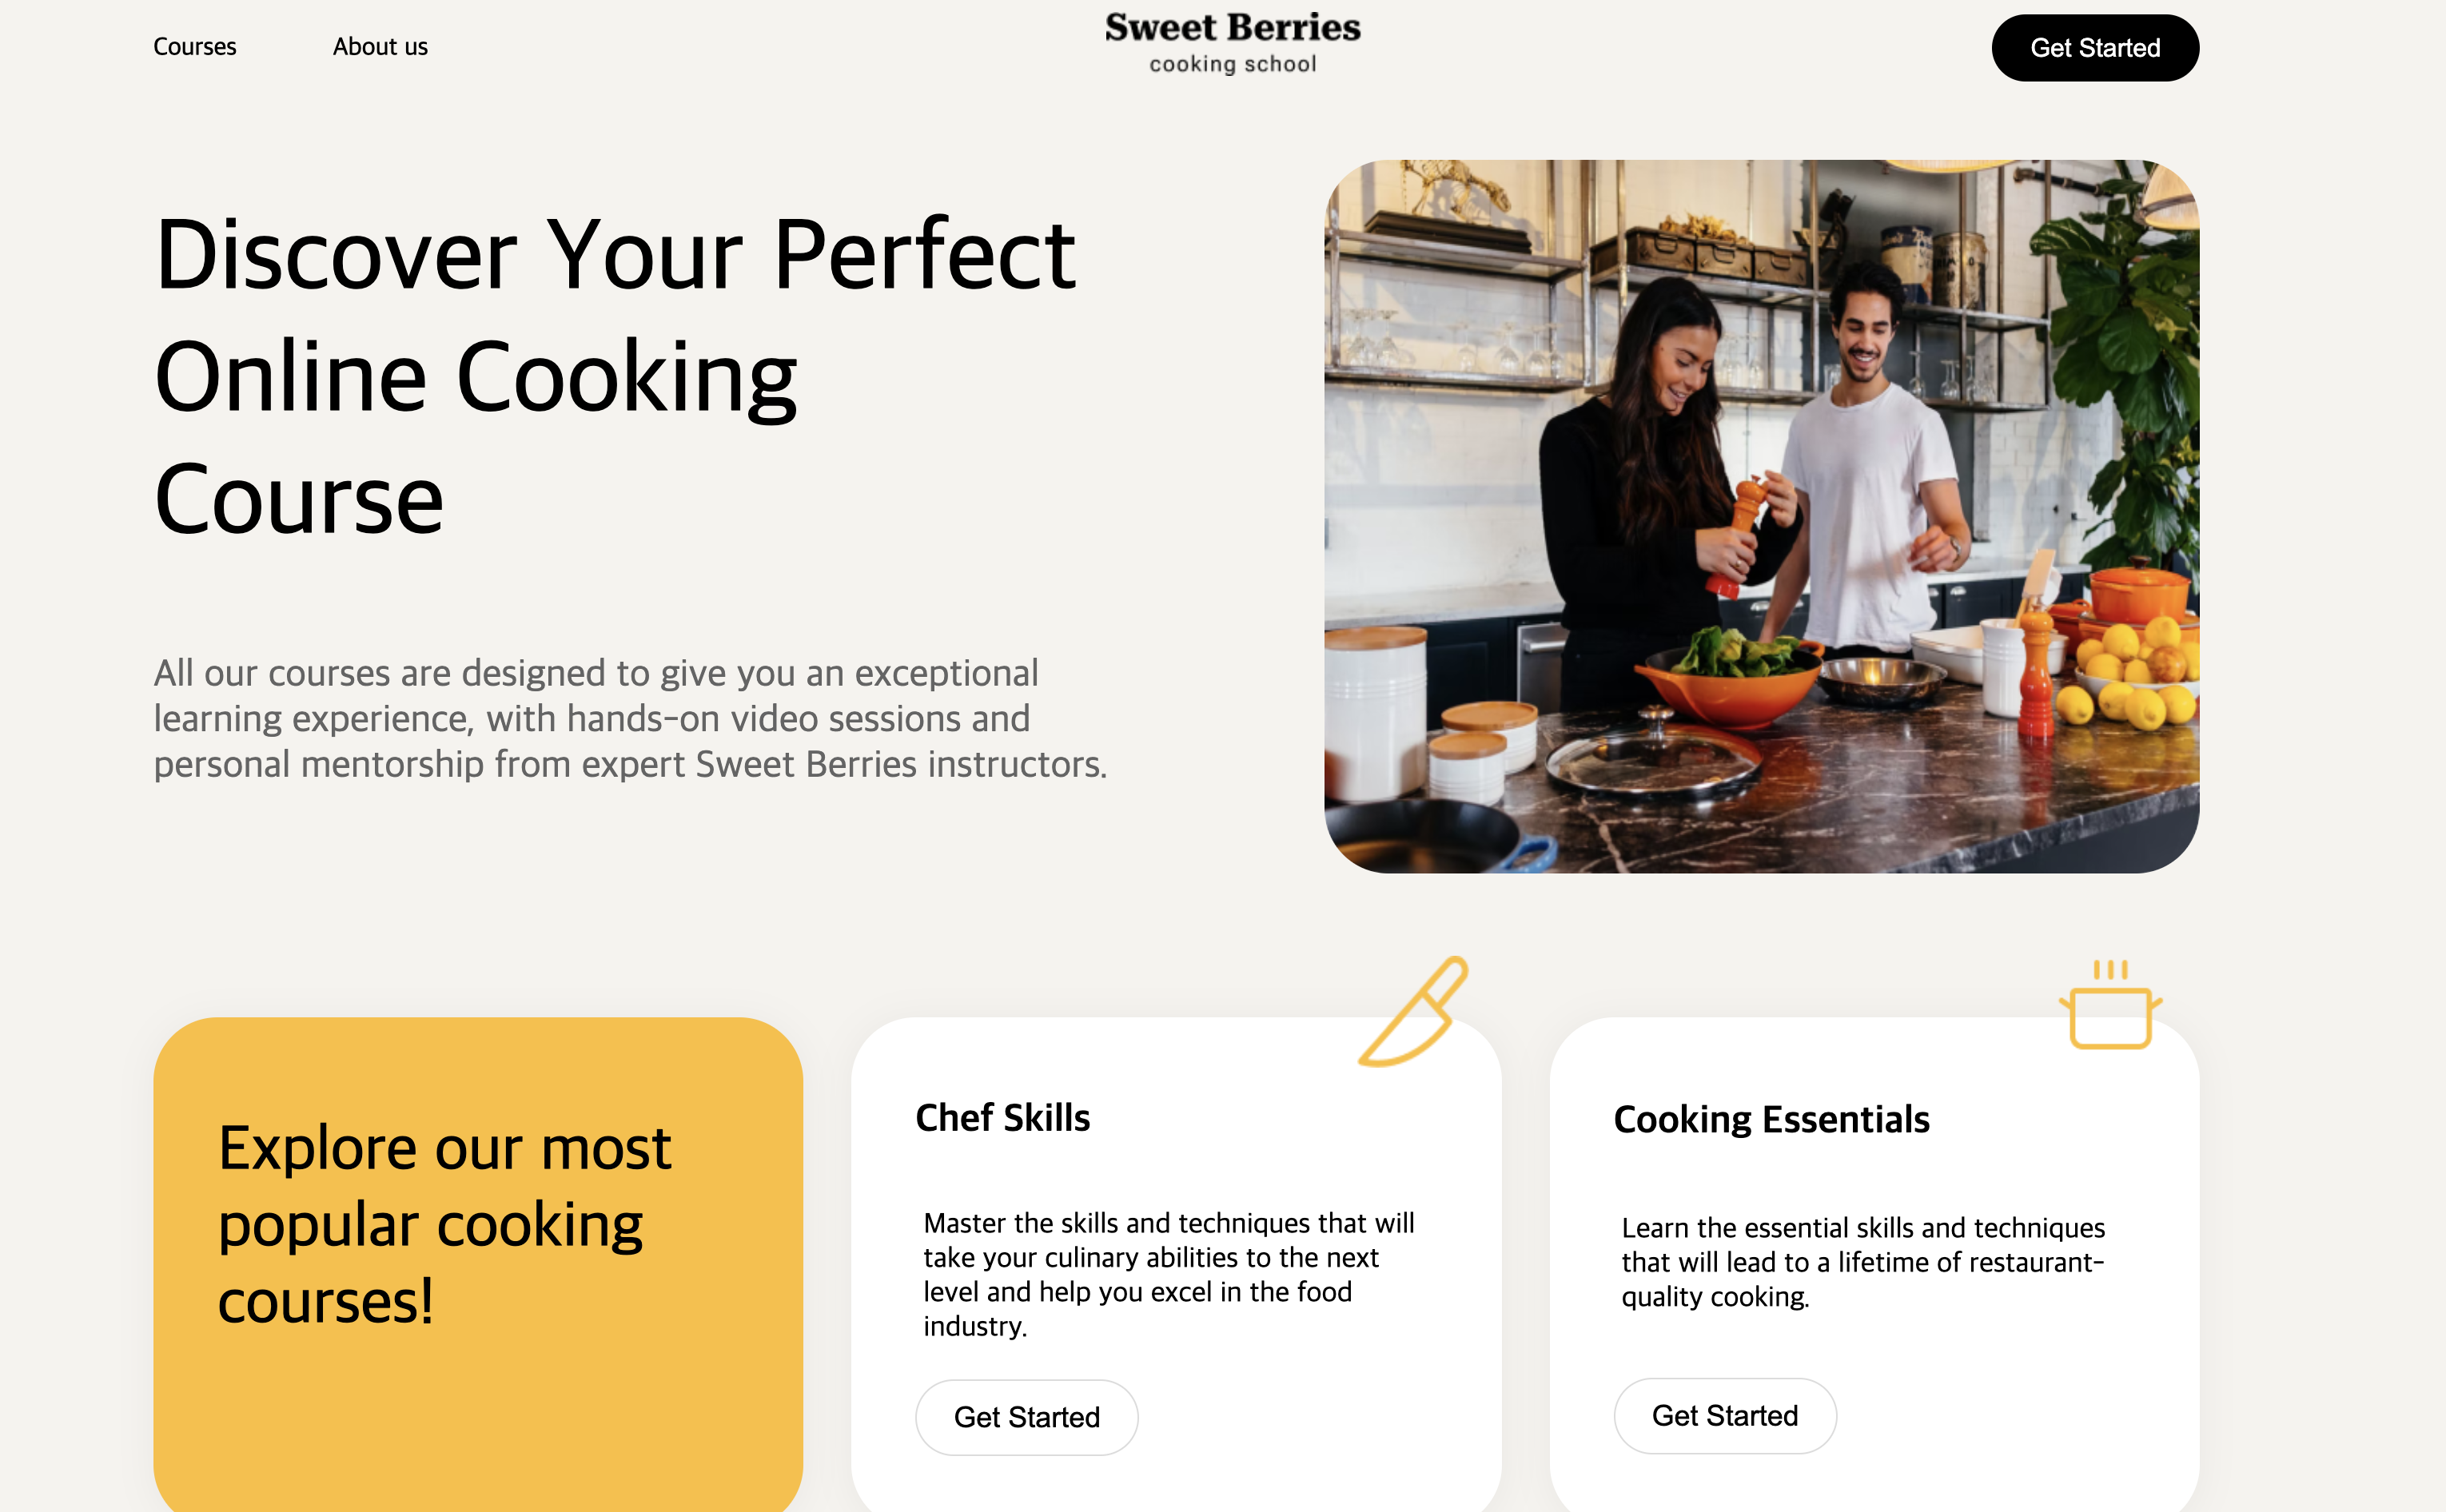 Courses
About us
Sweet Berries
cooking school
Get Started
Discover Your Perfect
Online Cooking
Course
All our courses are designed to give you an exceptional
learning experience, with hands-on video sessions and
personal mentorship from expert Sweet Berries instructors.
Explore our most
popular cooking
courses!
Chef Skills
Master the skills and techniques that will
take your culinary abilities to the next
level and help you excel in the food
industry.
Get Started
Cooking Essentials
Learn the essential skills and techniques
that will lead to a lifetime of restaurant-
quality cooking.
Get Started